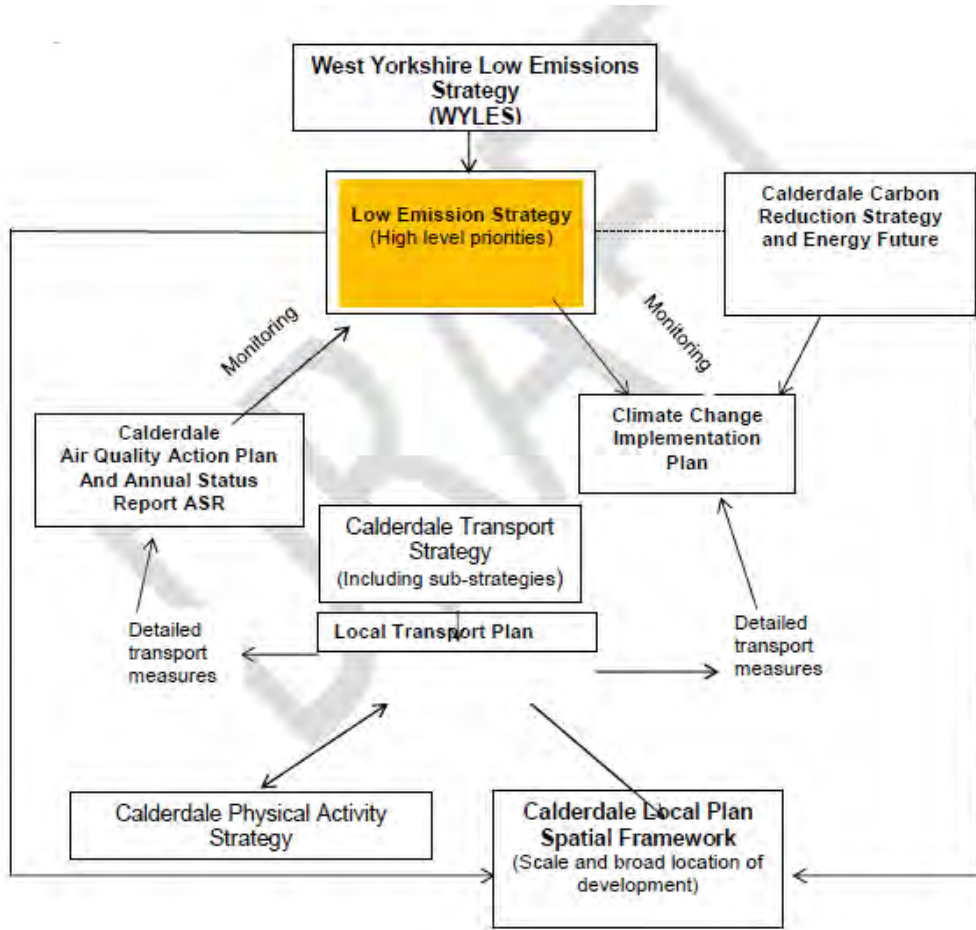 West Yorkshire Low Emissions
Strategy
(WYLES)
Low Emission Strategy
(High level priorities)
Calderdale Carbon
Reduction Strategy
and Energy Future
Monitoring
Monitoring
Calderdale
Air Quality Action Plan
And Annual Status
Report ASR
Climate Change
Implementation
Plan
Calderdale Transport
Strategy
(Including sub-strategies)
Local Transport Plan
Detailed
transport
measures
Detailed
transport
measures
Calderdale Physical Activity
Strategy
Calderdale Local Plan
Spatial Framework
(Scale and broad location of
development)
DRAFT